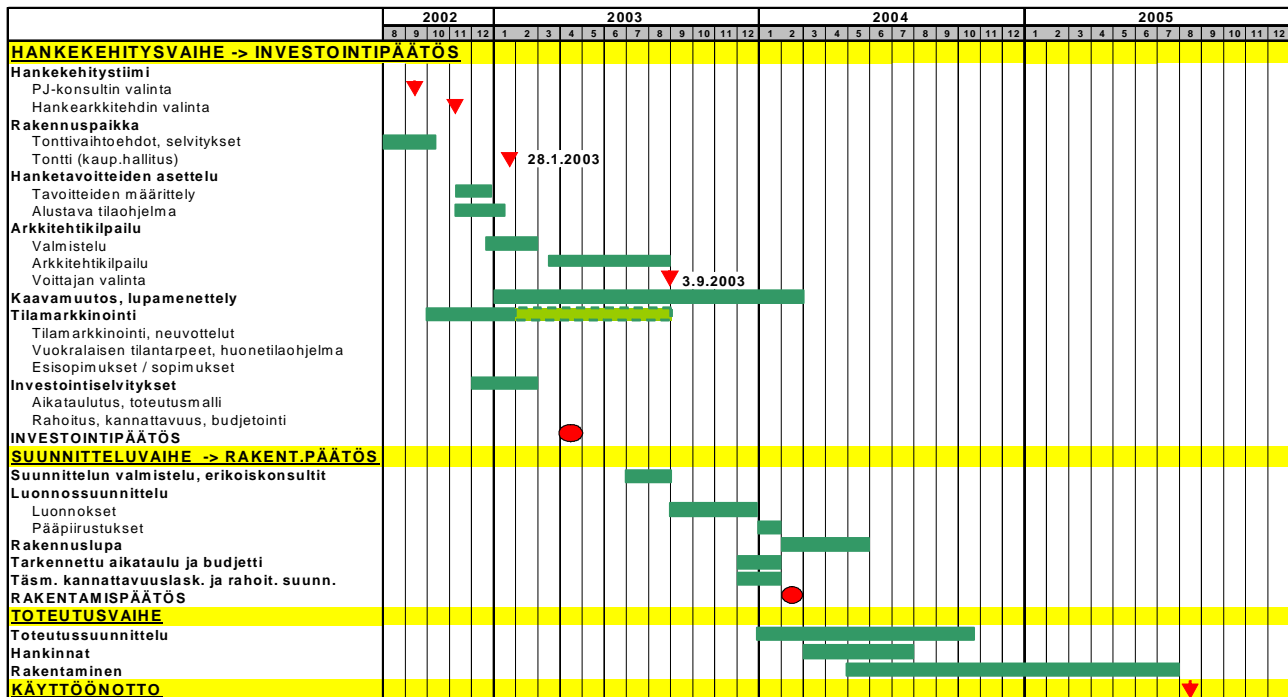 2002 2003 2004 2005
8 9 10 11 12 1 2 3 4 5 6 7 8 9 10 11 12 1 2 3 4 5 6 7 8 9 10 11 12 1 2 3 4 5 6 7 8 9 10 11 12
HANKEKEHITYSVAIHE -> INVESTOINTIPÄÄTÖS
Hankekehitystiimi
PJ-konsultin valinta
Hankearkkitehdin valinta
Rakennuspaikka
Tonttivaihtoehdot, selvitykset
Tontti (kaup.hallitus) 28.1.2003
Hanketavoitteiden asettelu
Tavoitteiden määrittely
Alustava tilaohjelma
Arkkitehtikilpailu
Valmistelu
Arkkitehtikilpailu
Voittajan valinta 3.9.2003
Kaavamuutos, lupamenettely
Tilamarkkinointi
Tilamarkkinointi, neuvottelut
Vuokralaisen tilantarpeet, huonetilaohjelma
Esisopimukset / sopimukset
Investointiselvitykset
Aikataulutus, toteutusmalli
Rahoitus, kannattavuus, budjetointi
INVESTOINTIPÄÄTÖS
SUUNNITTELUVAIHE -> RAKENT.PÄÄTÖS
Suunnittelun valmistelu, erikoiskonsultit
Luonnossuunnittelu
Luonnokset
Pääpiirustukset
Rakennuslupa
Tarkennettu aikataulu ja budjetti
Täsm. kannattavuuslask. ja rahoit. suunn.
RAKENTAMISPÄÄTÖS
TOTEUTUSVAIHE
Toteutussuunnittelu
Hankinnat
Rakentaminen
KÄYTTÖÖNOTTO